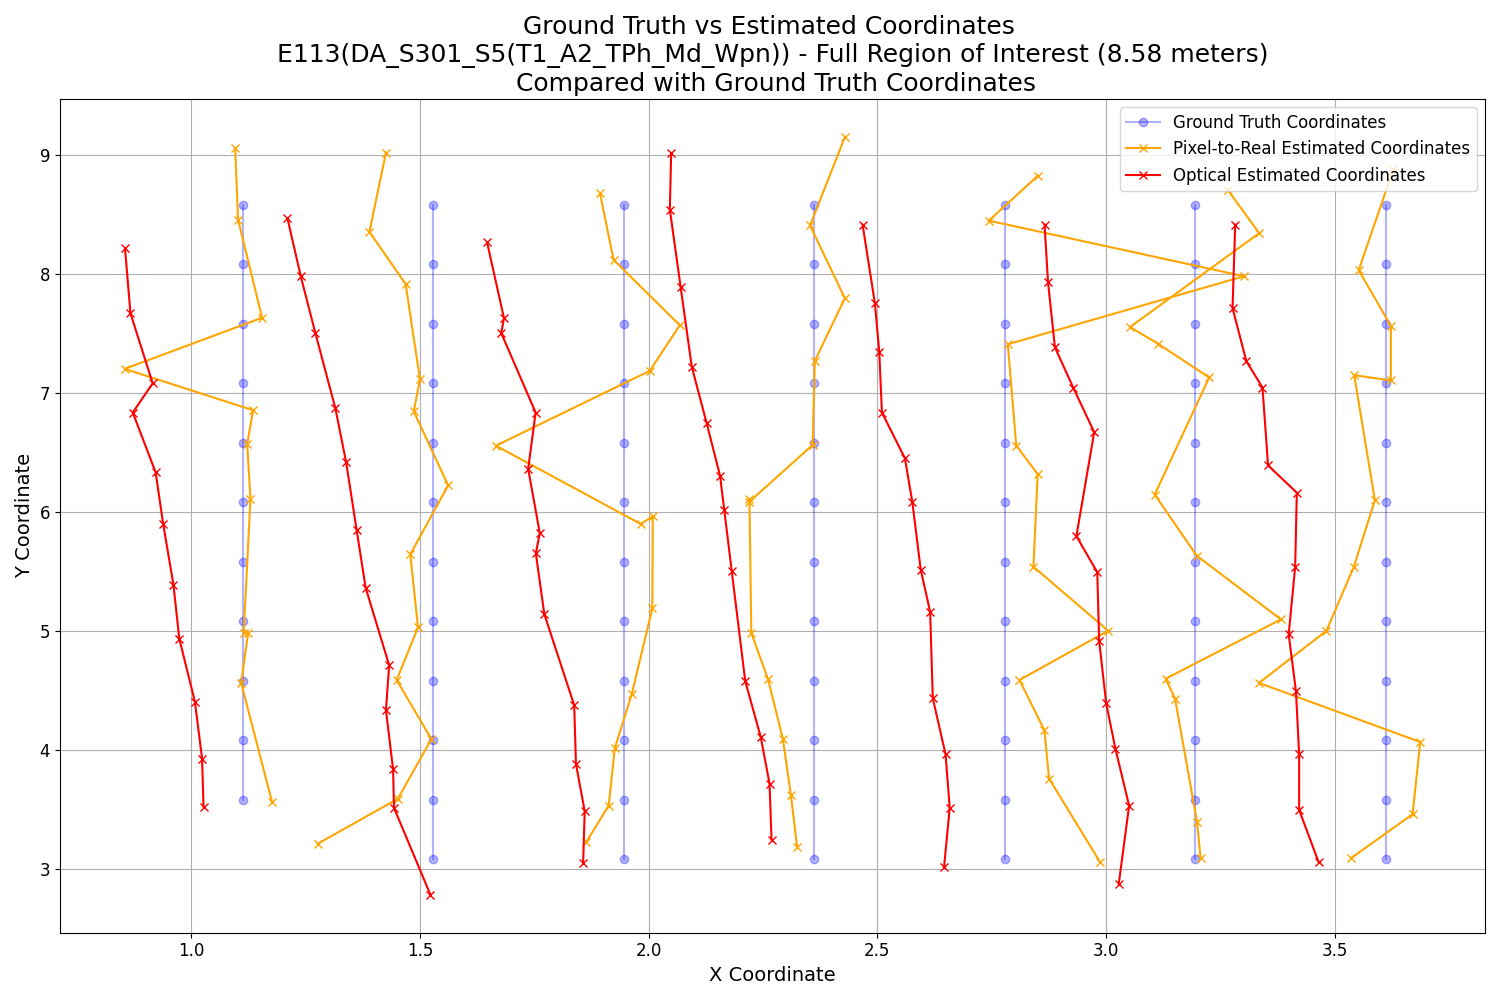 Ground Truth vs Estimated Coordinates
E113(DA_S301_S5(T1_A2_TPh_Md_Wpn)) - Full Region of Interest (8.58 meters)
Compared with Ground Truth Coordinates
Ground Truth Coordinates
Pixel-to-Real Estimated Coordinates
Optical Estimated Coordinates
Y Coordinate
9
8
7
6
5
4
3
1.0 1.5 2.0 2.5 3.0 3.5
X Coordinate